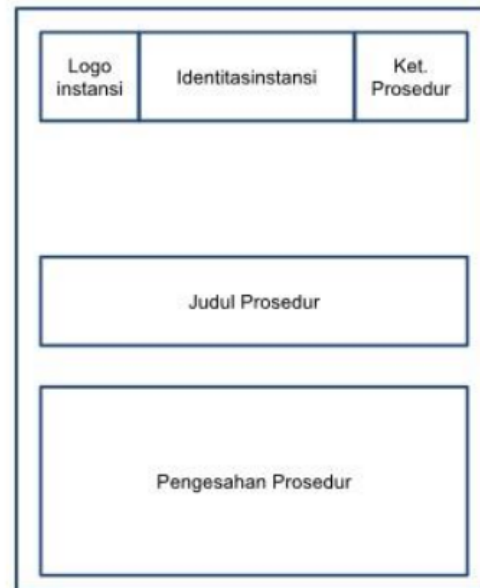 Logo
instansi
Identitasinstansi
Ket.
Prosedur
Judul Prosedur
Pengesahan Prosedur